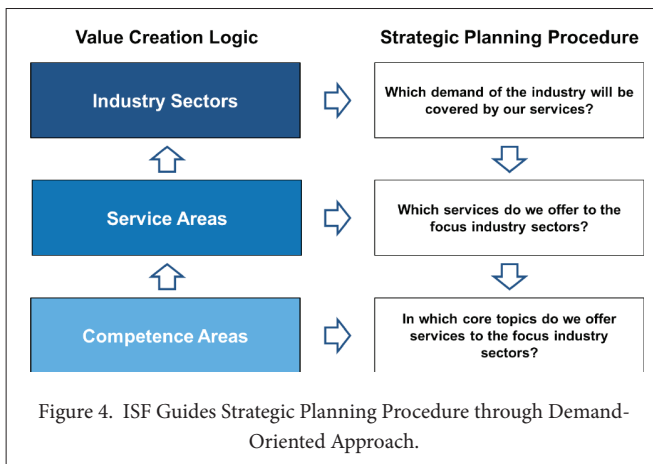 Value Creation Logic
Strategic Planning Procedure
Industry Sectors
Which demand of the industry will be
covered by our services?
Service Areas
Which services do we offer to the
focus industry sectors?
Competence Areas
In which core topics do we offer
services to the focus industry
sectors?
Figure 4. ISF Guides Strategic Planning Procedure through Demand-
Oriented Approach.